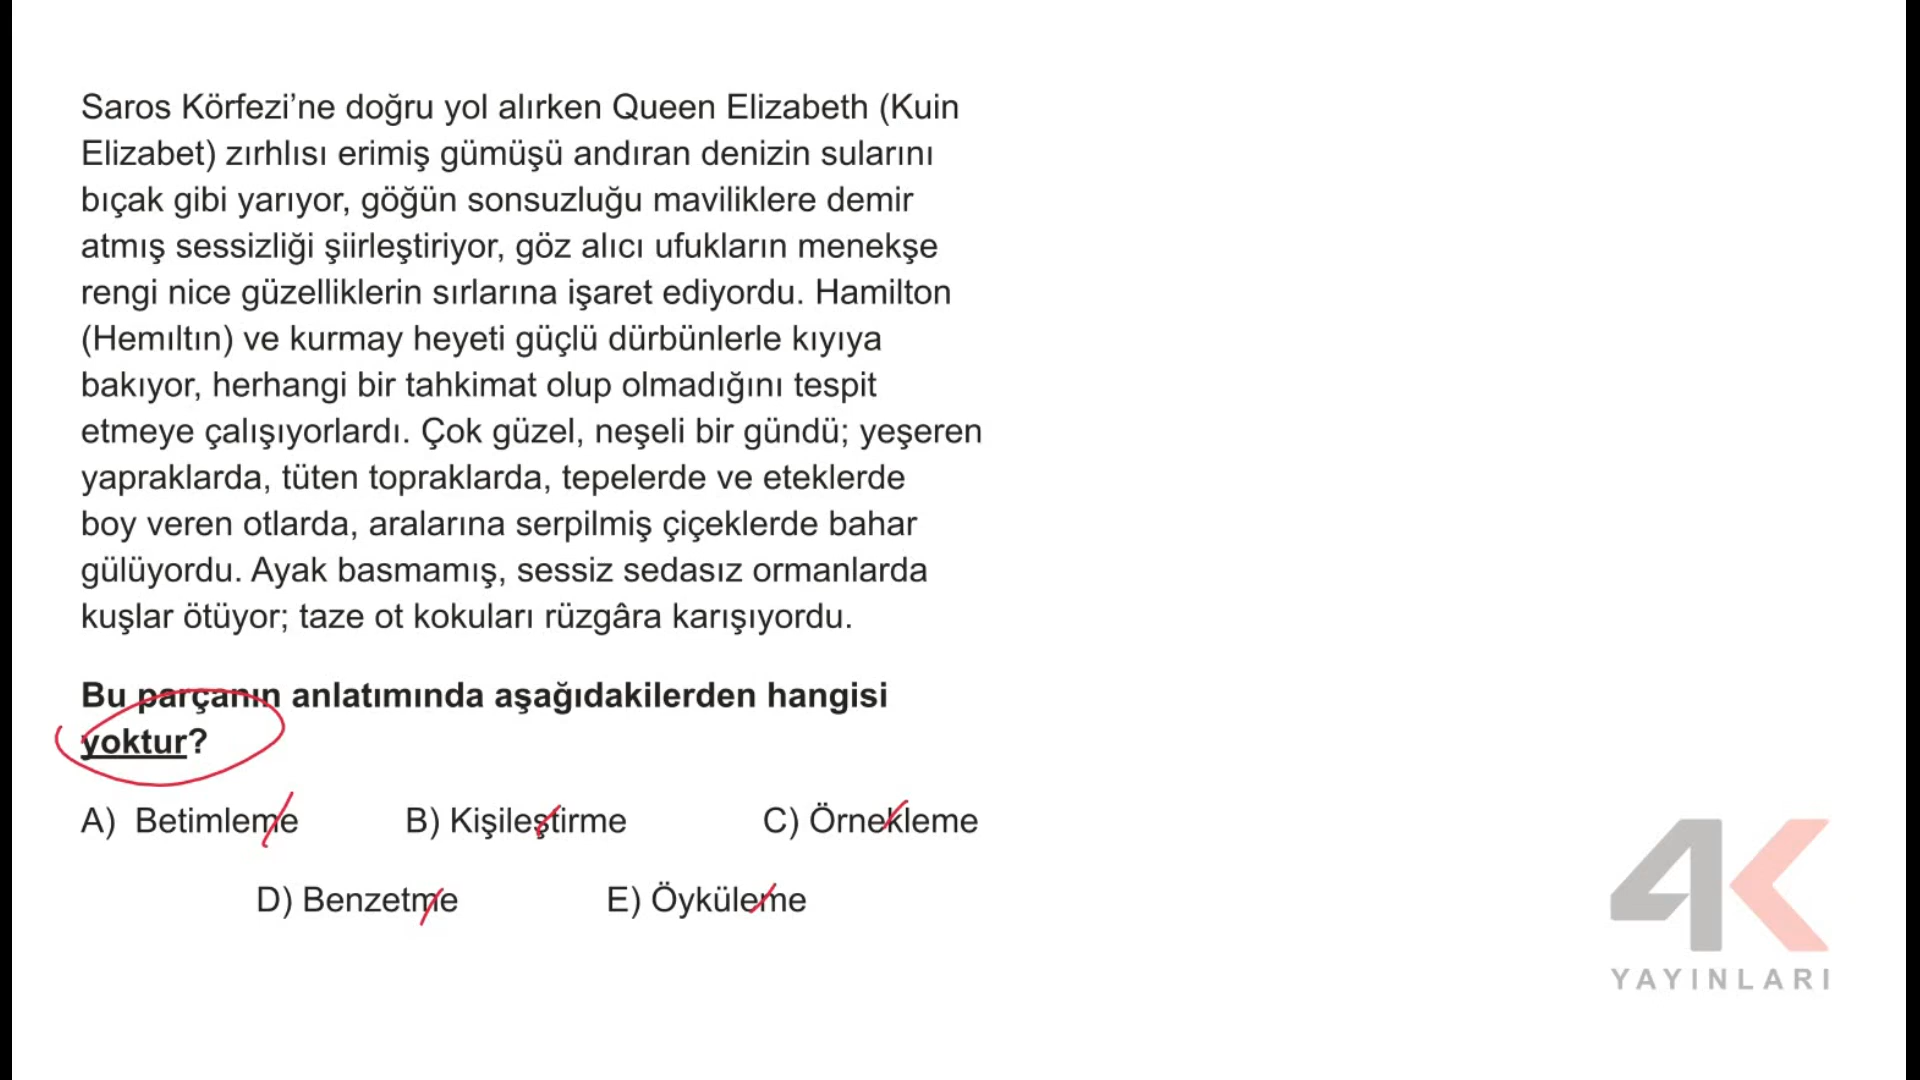 Saros Körfezi’ne doğru yol alırken Queen Elizabeth (Kuin
Elizabet) zırhlısı erimiş gümüşü andıran denizin sularını
bıçak gibi yarıyor, göğün sonsuzluğu maviliklere demir
atmış sessizliği şiirleştiriyor, göz alıcı ufukların menekşe
rengi nice güzelliklerin sırlarına işaret ediyordu. Hamilton
(Hemıltın) ve kurmay heyeti güçlü dürbünlerle kıyıya
bakıyor, herhangi bir tahkimat olup olmadığını tespit
etmeye çalışıyorlardı. Çok güzel, neşeli bir gündü; yeşeren
yapraklarda, tüten topraklarda, tepelerde ve eteklerde
boy veren otlarda, aralarına serpilmiş çiçeklerde bahar
gülüyordu. Ayak basmamış, sessiz sedasız ormanlarda
kuşlar ötüyor; taze ot kokuları rüzgâra karışıyordu.
Bu parçanın anlatımında aşağıdakilerden hangisi
yoktur?
A) Betimleme B) Kişileştirme C) Örnekleme
D) Benzetme E) Öyküleme
4K
YAYINLARI